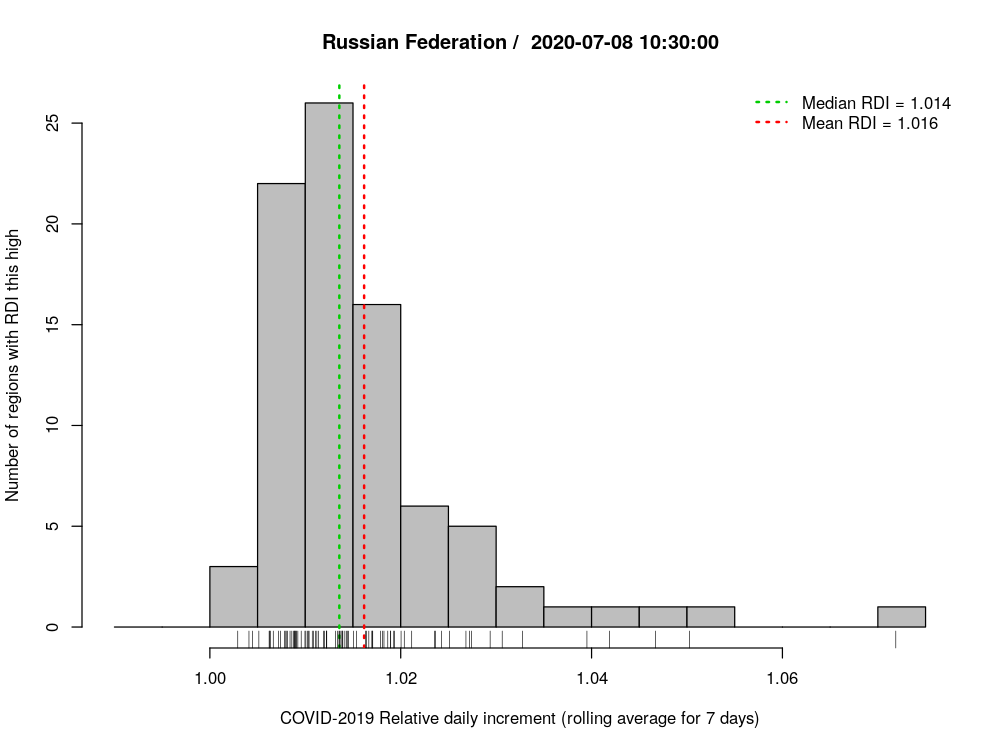 Russian Federation /  2020-07-08 10:30:00
Median RDI = 1.014
Mean RDI = 1.016
Number of regions with RDI this high
25
20
15
10
5
0
1.00 1.02 1.04 1.06
COVID-2019 Relative daily increment (rolling average for 7 days)